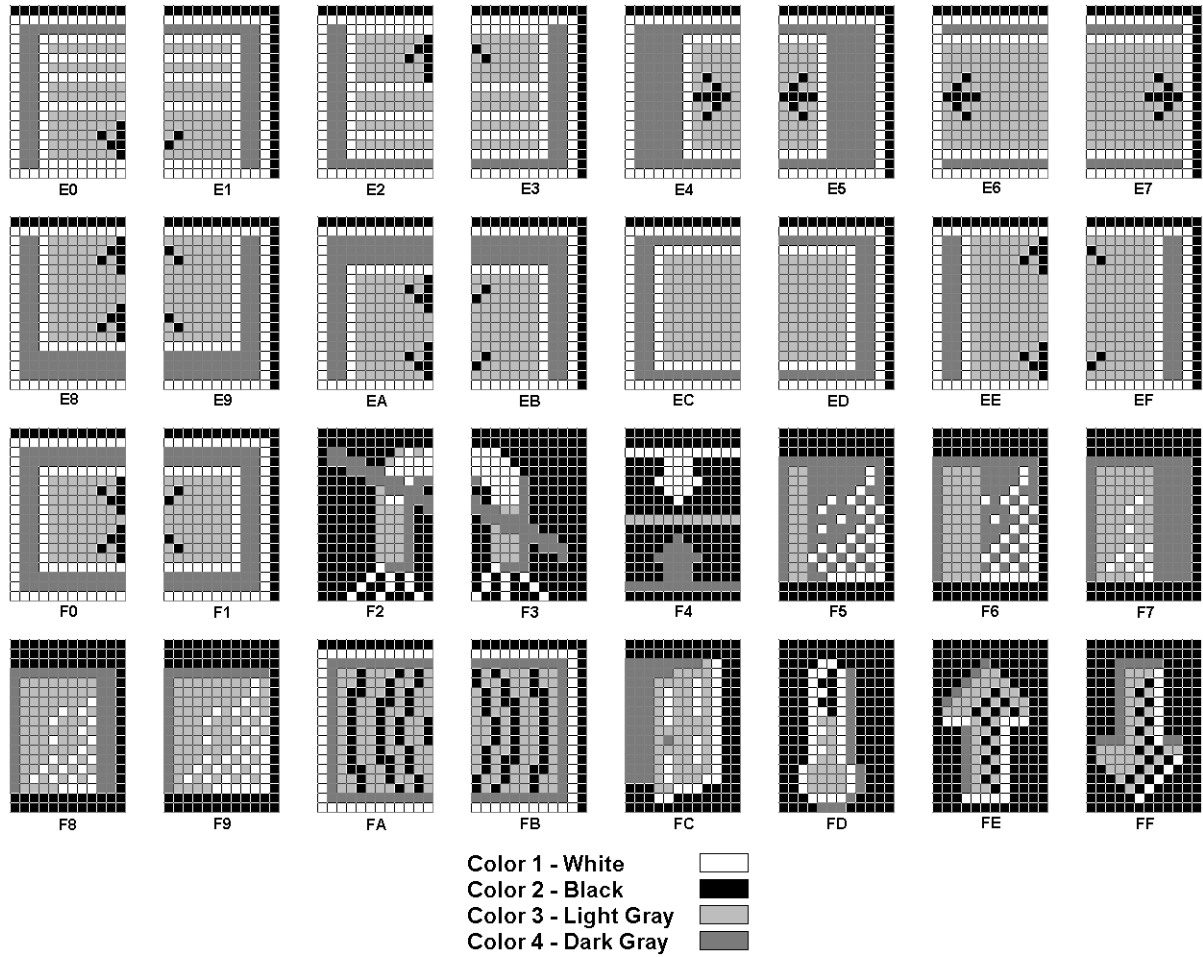 E0 E1 E2 E3 E4 E5 E6 E7
E8 E9 EA EB EC ED EE EF
F0 F1 F2 F3 F4 F5 F6 F7
F8 F9 FA FB FC FD FE FF
Color 1 - White
Color 2 - Black
Color 3 - Light Gray
Color 4 - Dark Gray